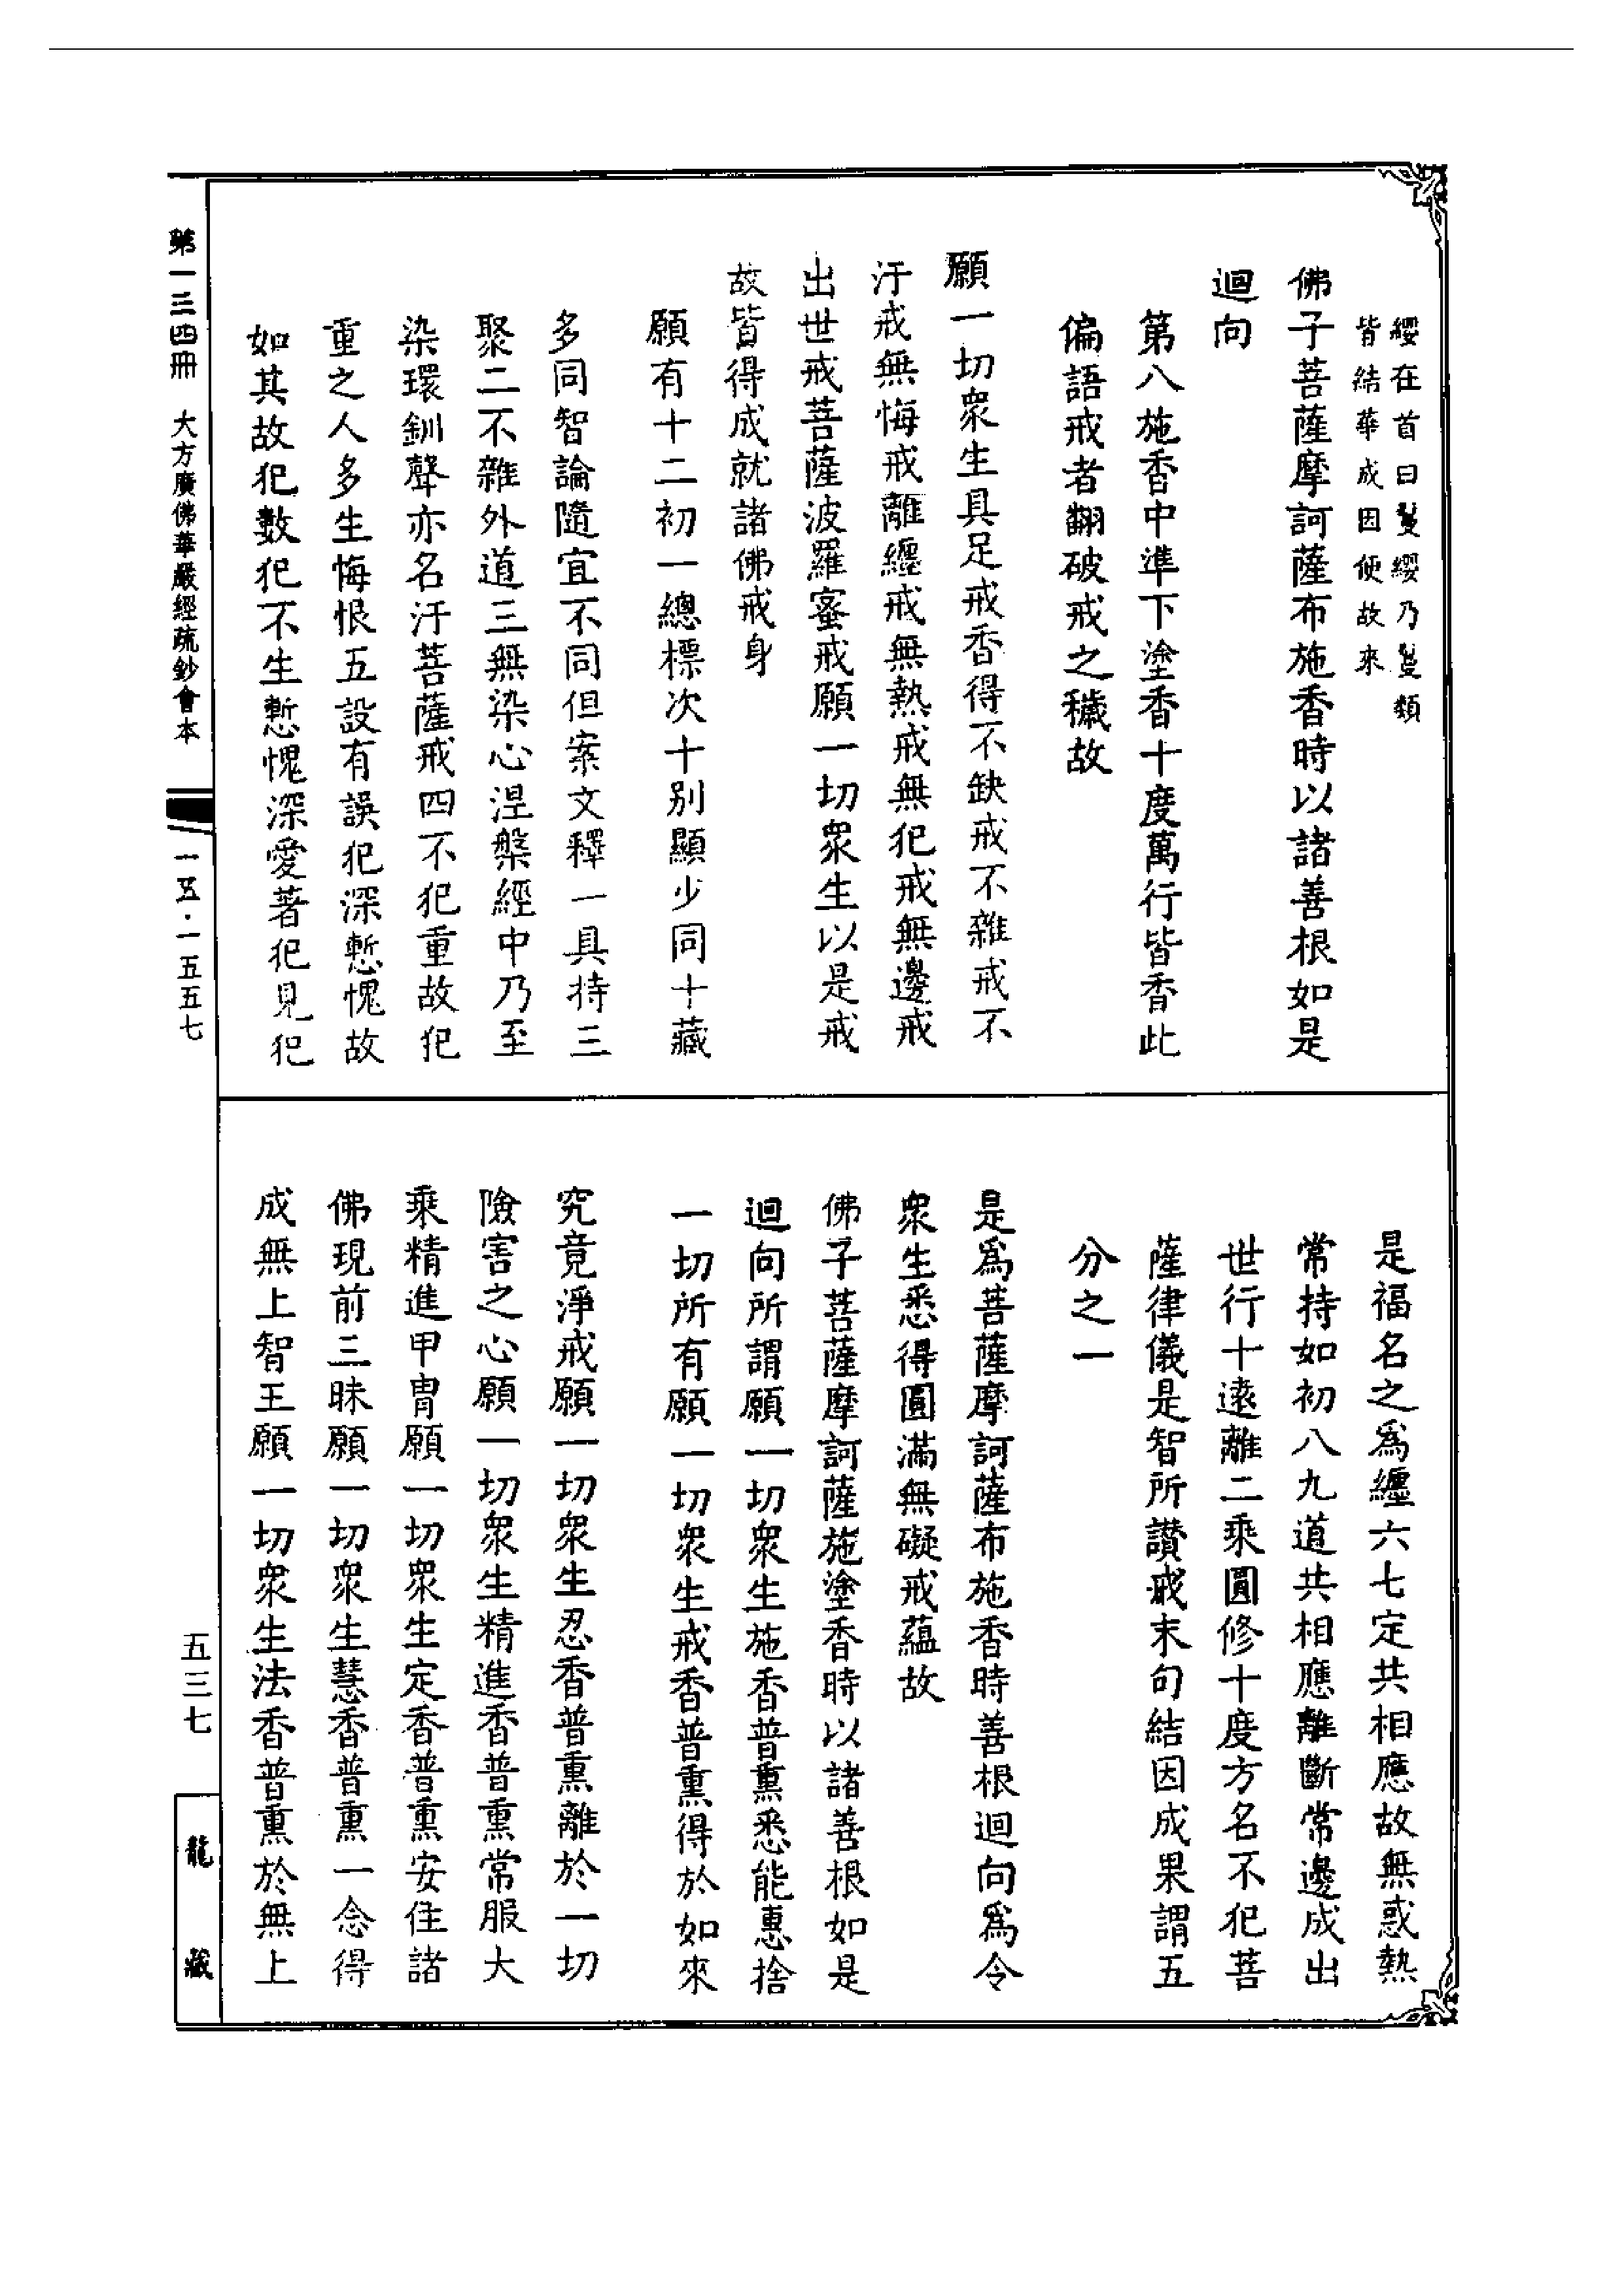 纓在首曰鬘纓乃鬘類
皆結華成因便故來
佛子菩薩摩訶薩布施香時以諸善根如是
迴向
第八施香中準下塗香十度萬行皆香此
偏語戒者翻破戒之穢故
願一切衆生具足戒香得不缺戒不雜戒不
汙戒無悔戒離纏戒無熱戒無犯戒無邊戒
出世戒菩薩波羅蜜戒願一切衆生以是戒
故皆得成就諸佛戒身
願有十二初一總標次十別顯少同十藏
多同智論隨宜不同但案文釋一具持三
聚二不雜外道三無染心涅槃經中乃至
染環釧聲亦名汙菩薩戒四不犯重故犯
重之人多生悔恨五設有誤犯深慙愧故
如其故犯數犯不生慙愧深愛著犯見犯
是福名之爲纏六七定共相應故無惑熱
常持如初八九道共相應離斷常邊成出
世行十遠離二乘圓修十度方名不犯菩
薩律儀是智所讚戒末句結因成果謂五
分之一
是爲菩薩摩訶薩布施香時善根迴向爲令
衆生悉得圓滿無礙戒蘊故
佛子菩薩摩訶薩施塗香時以諸善根如是
迴向所謂願一切衆生施香普熏悉能惠捨
一切所有願一切衆生戒香普熏得於如來
究竟淨戒願一切衆生忍香普熏離於一切
險害之心願一切衆生精進香普熏常服大
乘精進甲冑願一切衆生定香普熏安住諸
佛現前三昧願一切衆生慧香普熏一念得
成無上智王願一切衆生法香普熏於無上
第一三四冊　大方廣佛華嚴經疏鈔會本
一五·一五五七
五三七
龍藏